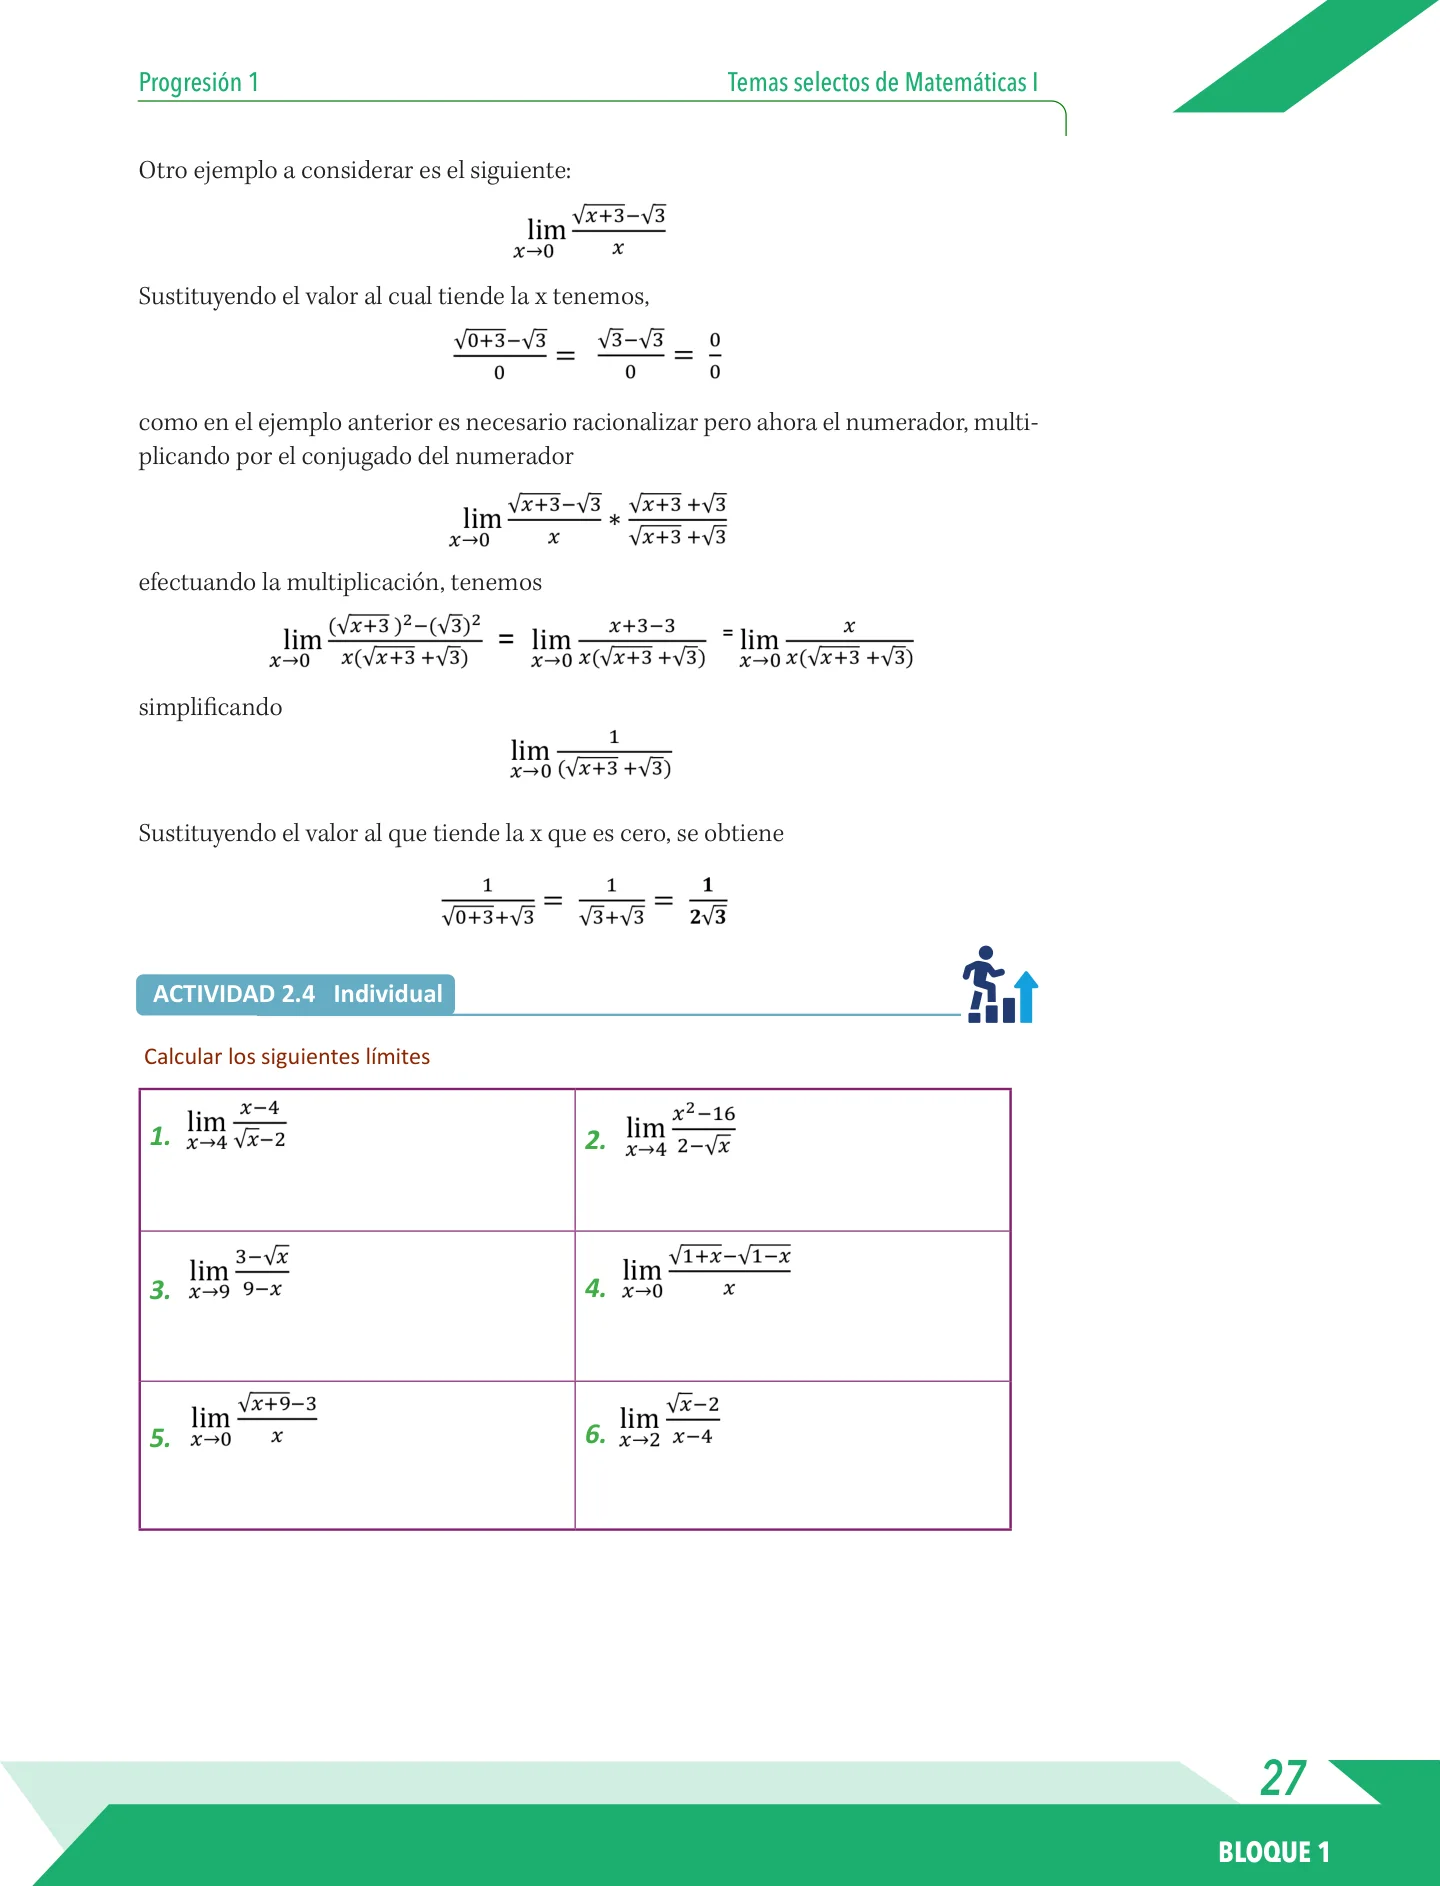 Progresión 1 Temas selectos de Matemáticas I
Otro ejemplo a considerar es el siguiente:
lim x→0 (√(x+3)−√3)/x
Sustituyendo el valor al cual tiende la x tenemos,
(√(0+3)−√3)/0 = (√3−√3)/0 = 0/0
como en el ejemplo anterior es necesario racionalizar pero ahora el numerador, multi-
plicando por el conjugado del numerador
lim x→0 (√(x+3)−√3)/x * (√(x+3) +√3)/(√(x+3) +√3)
efectuando la multiplicación, tenemos
lim x→0 ((√(x+3) )²−(√3)²)/(x(√(x+3) +√3)) = lim x→0 (x+3−3)/(x(√(x+3) +√3)) = lim x→0 x/(x(√(x+3) +√3))
simplificando
lim x→0 1/(√(x+3) +√3)
Sustituyendo el valor al que tiende la x que es cero, se obtiene
1/(√(0+3)+√3) = 1/(√3+√3) = 1/(2√3)
ACTIVIDAD 2.4 Individual
Calcular los siguientes límites
1. lim x→4 (x−4)/(√x−2)
2. lim x→4 (x²−16)/(2−√x)
3. lim x→9 (3−√x)/(9−x)
4. lim x→0 (√(1+x)−√(1−x))/x
5. lim x→0 (√(x+9)−3)/x
6. lim x→2 (√x−2)/(x−4)
27
BLOQUE 1